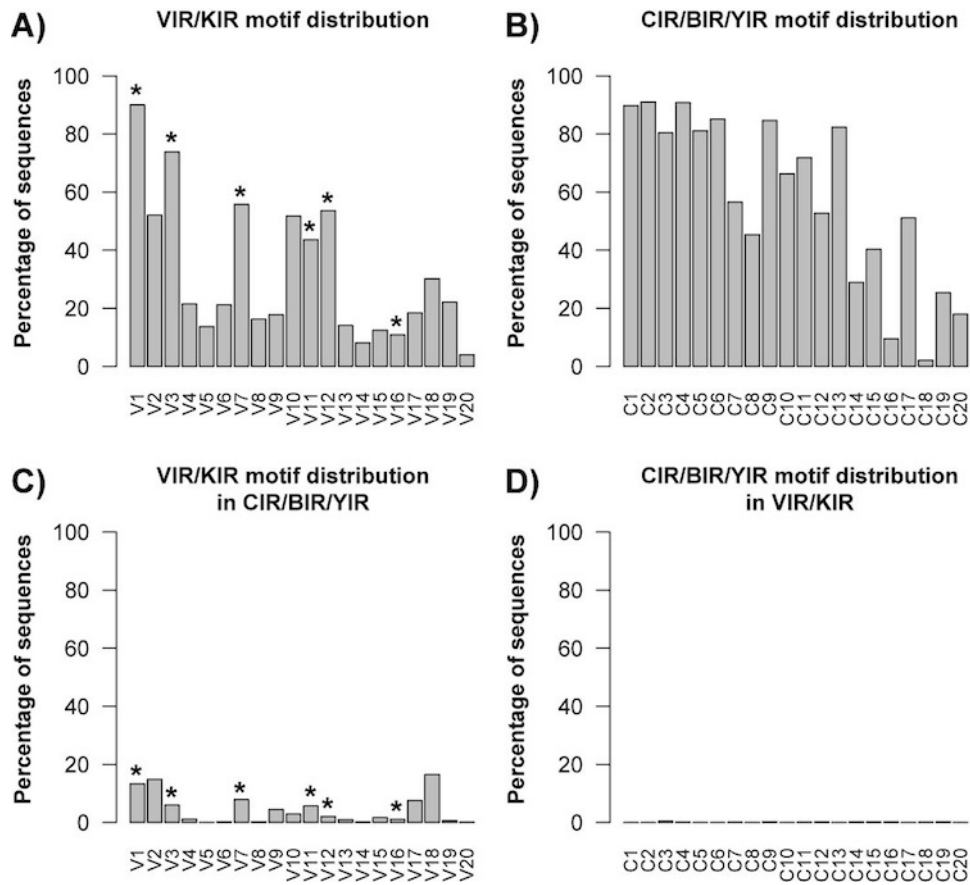 A)
VIR/KIR motif distribution
Percentage of sequences
100
80
60
40
20
0
* * * * * *
V1 V2 V3 V4 V5 V6 V7 V8 V9 V10 V11 V12 V13 V14 V15 V16 V17 V18 V19 V20
B)
CIR/BIR/YIR motif distribution
Percentage of sequences
100
80
60
40
20
0
C1 C2 C3 C4 C5 C6 C7 C8 C9 C10 C11 C12 C13 C14 C15 C16 C17 C18 C19 C20
C)
VIR/KIR motif distribution
in CIR/BIR/YIR
Percentage of sequences
100
80
60
40
20
0
* * * * * *
V1 V2 V3 V4 V5 V6 V7 V8 V9 V10 V11 V12 V13 V14 V15 V16 V17 V18 V19 V20
D)
CIR/BIR/YIR motif distribution
in VIR/KIR
Percentage of sequences
100
80
60
40
20
0
C1 C2 C3 C4 C5 C6 C7 C8 C9 C10 C11 C12 C13 C14 C15 C16 C17 C18 C19 C20